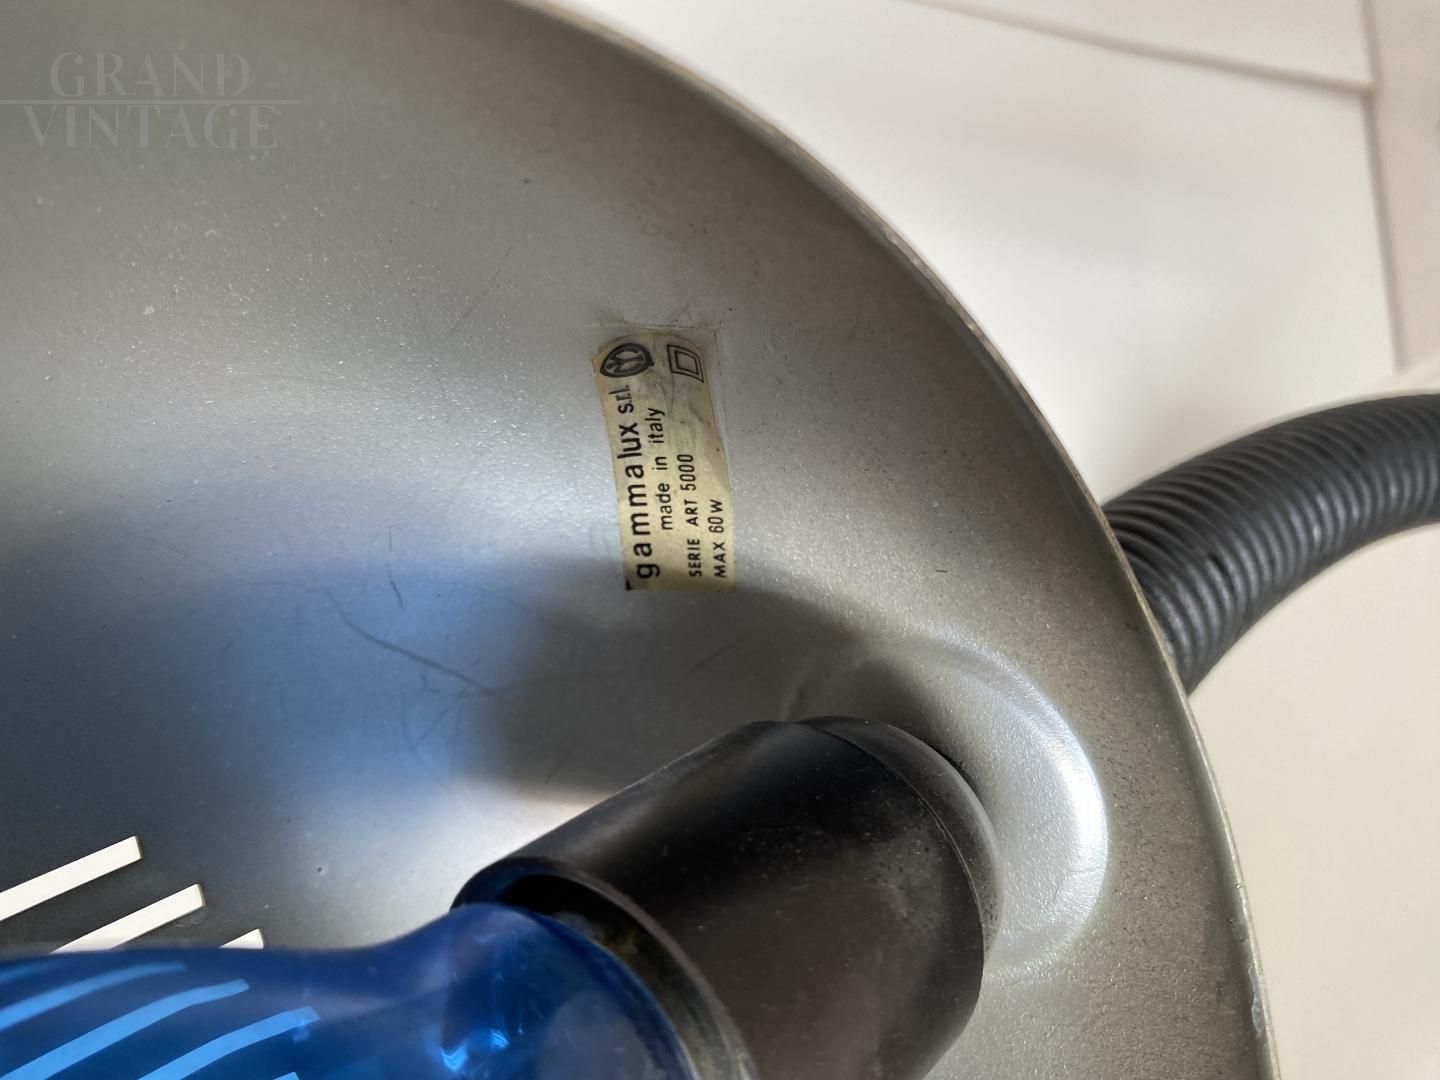 GRAND
VINTAGE
gammalux s.r.l.
made in italy
SERIE ART 5000
MAX 60W